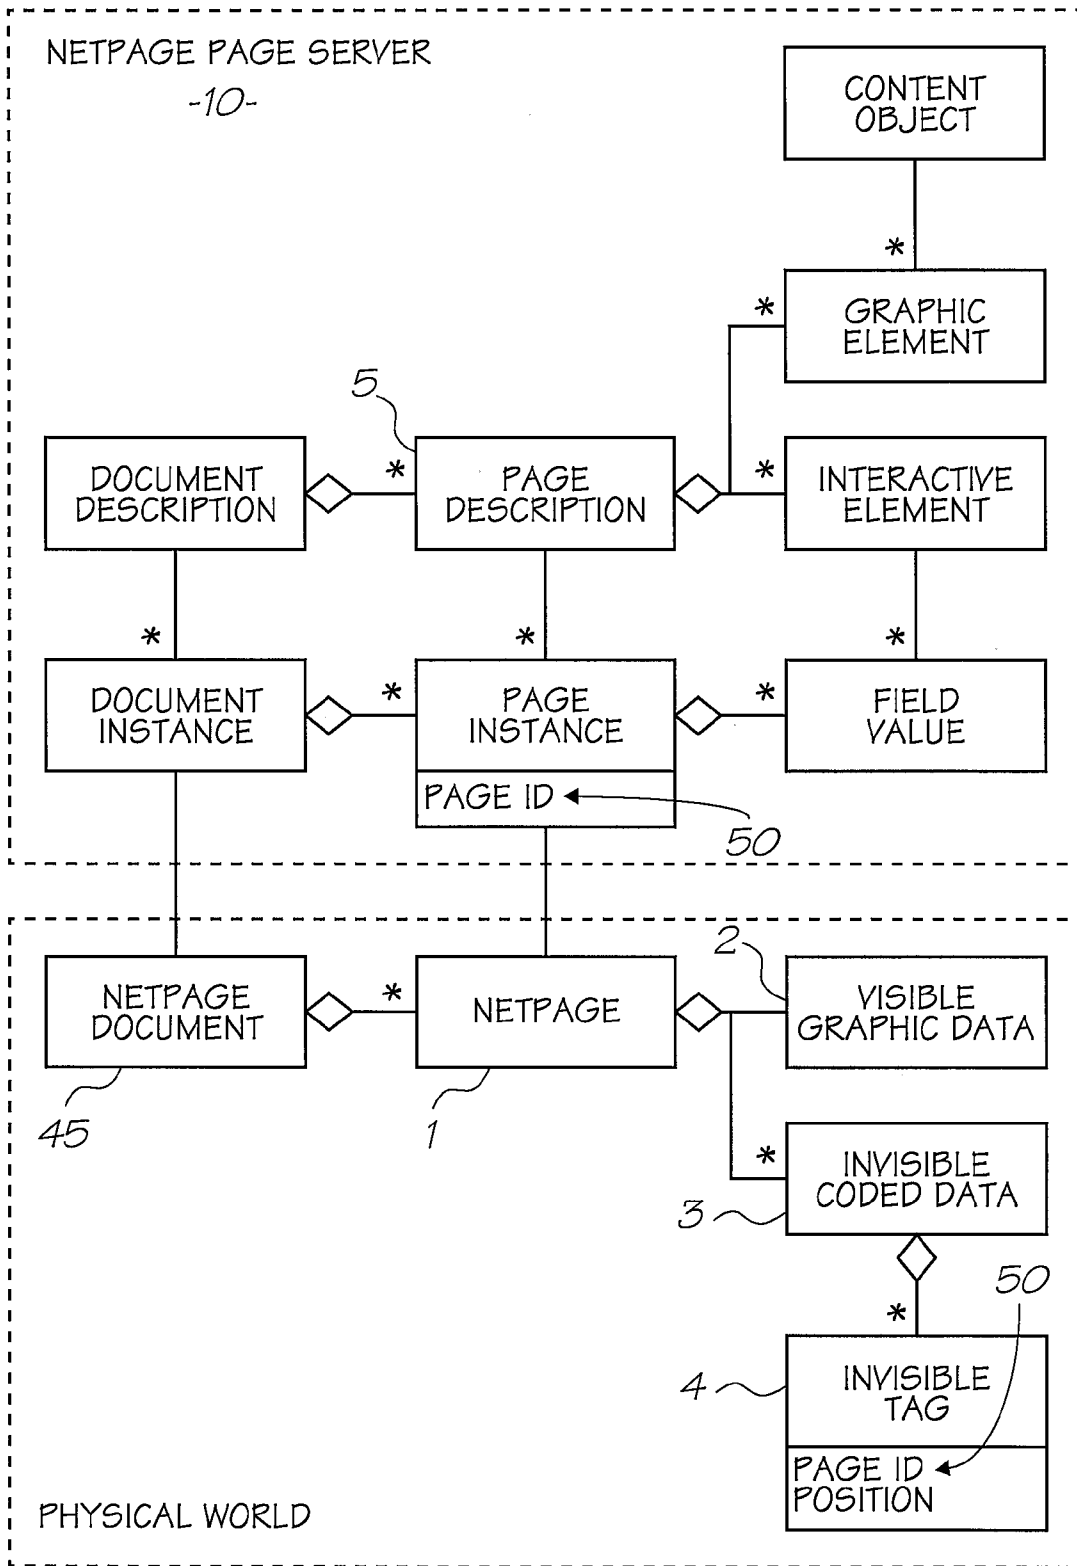 NETPAGE PAGE SERVER
-10-
CONTENT
OBJECT
*
*
GRAPHIC
ELEMENT
5
DOCUMENT
DESCRIPTION
*
PAGE
DESCRIPTION
*
INTERACTIVE
ELEMENT
*
*
*
DOCUMENT
INSTANCE
*
PAGE
INSTANCE
*
FIELD
VALUE
PAGE ID
50
2
NETPAGE
DOCUMENT
*
NETPAGE
VISIBLE
GRAPHIC DATA
45
1
*
INVISIBLE
CODED DATA
3
50
*
4
INVISIBLE
TAG
PAGE ID
POSITION
PHYSICAL WORLD